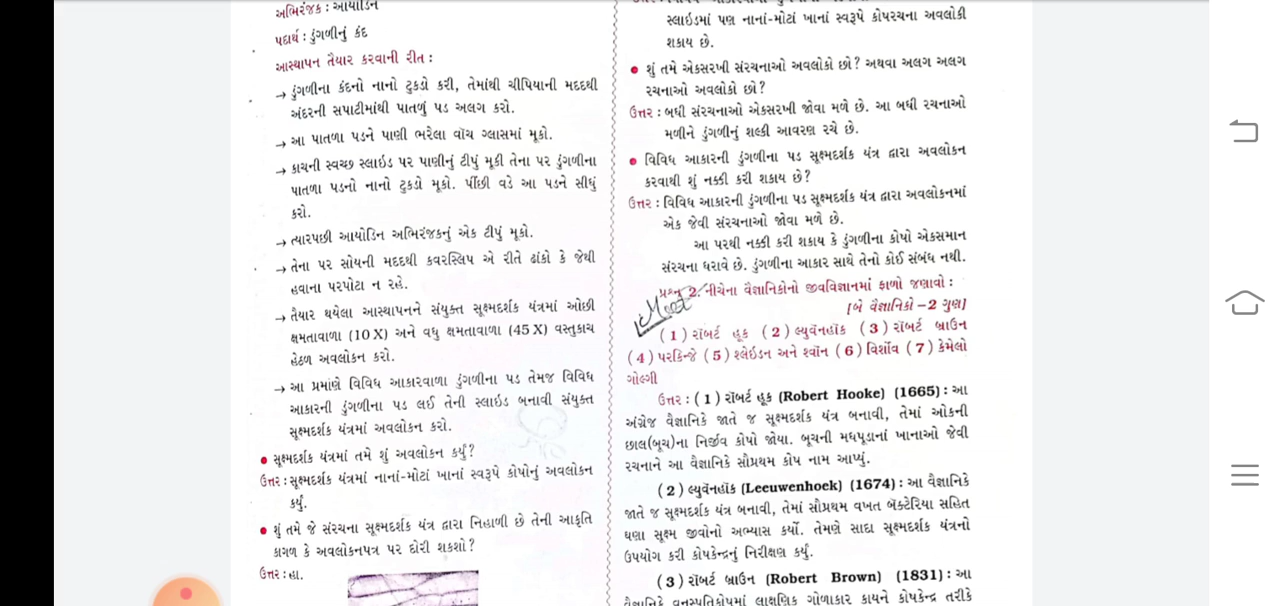 અભિરંજક : આયોડિન
પદાર્થ : ડુંગળીનું કંદ
આસ્થાપન તૈયાર કરવાની રીત :
→ ડુંગળીના કંદનો નાનો ટુકડો કરી, તેમાંથી ચીપિયાની મદદથી
અંદરની સપાટીમાંથી પાતળું પડ અલગ કરો.
→ આ પાતળા પડને પાણી ભરેલા વૉચ ગ્લાસમાં મૂકો.
→ કાચની સ્વચ્છ સ્લાઇડ પર પાણીનું ટીપું મૂકી તેના પર ડુંગળીના
પાતળા પડનો નાનો ટુકડો મૂકો. પીંછી વડે આ પડને સીધું
કરો.
→ ત્યારપછી આયોડિન અભિરંજકનું એક ટીપું મૂકો.
→ તેના પર સોયની મદદથી કવરસ્લિપ એ રીતે ઢાંકો કે જેથી
હવાના પરપોટા ન રહે.
→ તૈયાર થયેલા આસ્થાપનને સંયુક્ત સૂક્ષ્મદર્શક યંત્રમાં ઓછી
ક્ષમતાવાળા (10 X) અને વધુ ક્ષમતાવાળા (45 X) વસ્તુકાચ
હેઠળ અવલોકન કરો.
→ આ પ્રમાણે વિવિધ આકારવાળા ડુંગળીના પડ તેમજ વિવિધ
આકારની ડુંગળીના પડ લઈ તેની સ્લાઇડ બનાવી સંયુક્ત
સૂક્ષ્મદર્શક યંત્રમાં અવલોકન કરો.
• સૂક્ષ્મદર્શક યંત્રમાં તમે શું અવલોકન કર્યું?
ઉત્તર : સૂક્ષ્મદર્શક યંત્રમાં નાનાં-મોટાં ખાનાં સ્વરૂપે કોષોનું અવલોકન
કર્યું.
• શું તમે જે સંરચના સૂક્ષ્મદર્શક યંત્ર દ્વારા નિહાળી છે તેની આકૃતિ
કાગળ કે અવલોકનપત્ર પર દોરી શકશો?
ઉત્તર : હા.
સ્લાઇડમાં પણ નાનાં-મોટાં ખાનાં સ્વરૂપે કોષરચના અવલોકી
શકાય છે.
• શું તમે એકસરખી સંરચનાઓ અવલોકો છો? અથવા અલગ અલગ
રચનાઓ અવલોકો છો?
ઉત્તર : બધી સંરચનાઓ એકસરખી જોવા મળે છે. આ બધી રચનાઓ
મળીને ડુંગળીનું શલ્કી આવરણ રચે છે.
• વિવિધ આકારની ડુંગળીના પડ સૂક્ષ્મદર્શક યંત્ર દ્વારા અવલોકન
કરવાથી શું નક્કી કરી શકાય છે?
ઉત્તર : વિવિધ આકારની ડુંગળીના પડ સૂક્ષ્મદર્શક યંત્ર દ્વારા અવલોકનમાં
એક જેવી સંરચનાઓ જોવા મળે છે.
આ પરથી નક્કી કરી શકાય કે ડુંગળીના કોષો એકસમાન
સંરચના ધરાવે છે. ડુંગળીના આકાર સાથે તેનો કોઈ સંબંધ નથી.
પ્રશ્ન 2. નીચેના વૈજ્ઞાનિકોનો જીવવિજ્ઞાનમાં ફાળો જણાવો :
[બે વૈજ્ઞાનિકો – 2 ગુણ]
(1) રૉબર્ટ હૂક (2) લ્યુવૅનહૉક (3) રૉબર્ટ બ્રાઉન
(4) પરકિન્જે (5) શ્લેઇડન અને શ્વૉન (6) વિર્શોવ (7) કેમેલો
ગોલ્ગી
ઉત્તર : (1) રૉબર્ટ હૂક (Robert Hooke) (1665) : આ
અંગ્રેજ વૈજ્ઞાનિકે જાતે જ સૂક્ષ્મદર્શક યંત્ર બનાવી, તેમાં ઓકની
છાલ(બૂચ)ના નિર્જીવ કોષો જોયા. બૂચની મધપૂડાનાં ખાનાઓ જેવી
રચનાને આ વૈજ્ઞાનિકે સૌપ્રથમ કોષ નામ આપ્યું.
(2) લ્યુવૅનહૉક (Leeuwenhoek) (1674) : આ વૈજ્ઞાનિકે
જાતે જ સૂક્ષ્મદર્શક યંત્ર બનાવી, તેમાં સૌપ્રથમ વખત બૅક્ટેરિયા સહિત
ઘણા સૂક્ષ્મ જીવોનો અભ્યાસ કર્યો. તેમણે સાદા સૂક્ષ્મદર્શક યંત્રનો
ઉપયોગ કરી કોષકેન્દ્રનું નિરીક્ષણ કર્યું.
(3) રૉબર્ટ બ્રાઉન (Robert Brown) (1831) : આ
વૈજ્ઞાનિકે વનસ્પતિકોષમાં લાક્ષણિક ગોળાકાર કાયને કોષકેન્દ્ર તરીકે